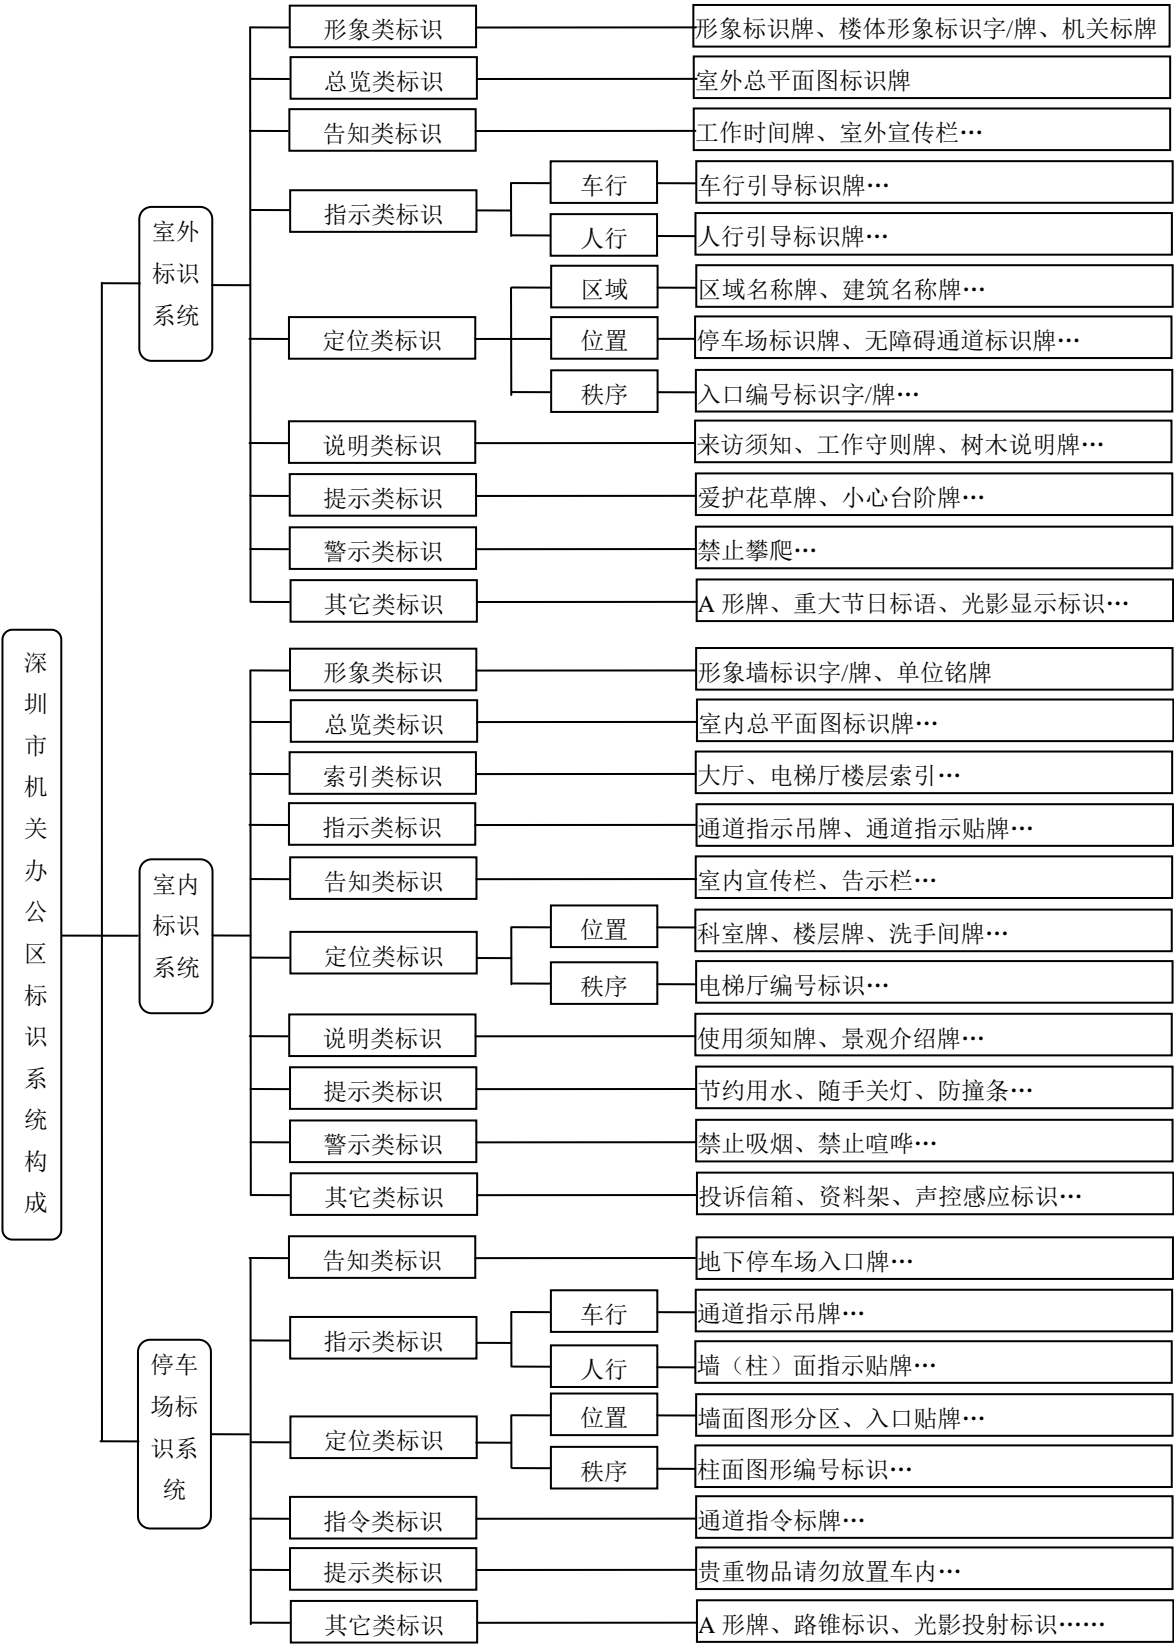 深圳市机关办公区标识系统构成
室外标识系统
形象类标识
形象标识牌、楼体形象标识字/牌、机关标牌
总览类标识
室外总平面图标识牌
告知类标识
工作时间牌、室外宣传栏…
指示类标识
车行
车行引导标识牌…
人行
人行引导标识牌…
定位类标识
区域
区域名称牌、建筑名称牌…
位置
停车场标识牌、无障碍通道标识牌…
秩序
入口编号标识字/牌…
说明类标识
来访须知、工作守则牌、树木说明牌…
提示类标识
爱护花草牌、小心台阶牌…
警示类标识
禁止攀爬…
其它类标识
A 形牌、重大节日标语、光影显示标识…
室内标识系统
形象类标识
形象墙标识字/牌、单位铭牌
总览类标识
室内总平面图标识牌…
索引类标识
大厅、电梯厅楼层索引…
指示类标识
通道指示吊牌、通道指示贴牌…
告知类标识
室内宣传栏、告示栏…
定位类标识
位置
科室牌、楼层牌、洗手间牌…
秩序
电梯厅编号标识…
说明类标识
使用须知牌、景观介绍牌…
提示类标识
节约用水、随手关灯、防撞条…
警示类标识
禁止吸烟、禁止喧哗…
其它类标识
投诉信箱、资料架、声控感应标识…
停车场标识系统
告知类标识
地下停车场入口牌…
指示类标识
车行
通道指示吊牌…
人行
墙（柱）面指示贴牌…
定位类标识
位置
墙面图形分区、入口贴牌…
秩序
柱面图形编号标识…
指令类标识
通道指令标牌…
提示类标识
贵重物品请勿放置车内…
其它类标识
A 形牌、路锥标识、光影投射标识……